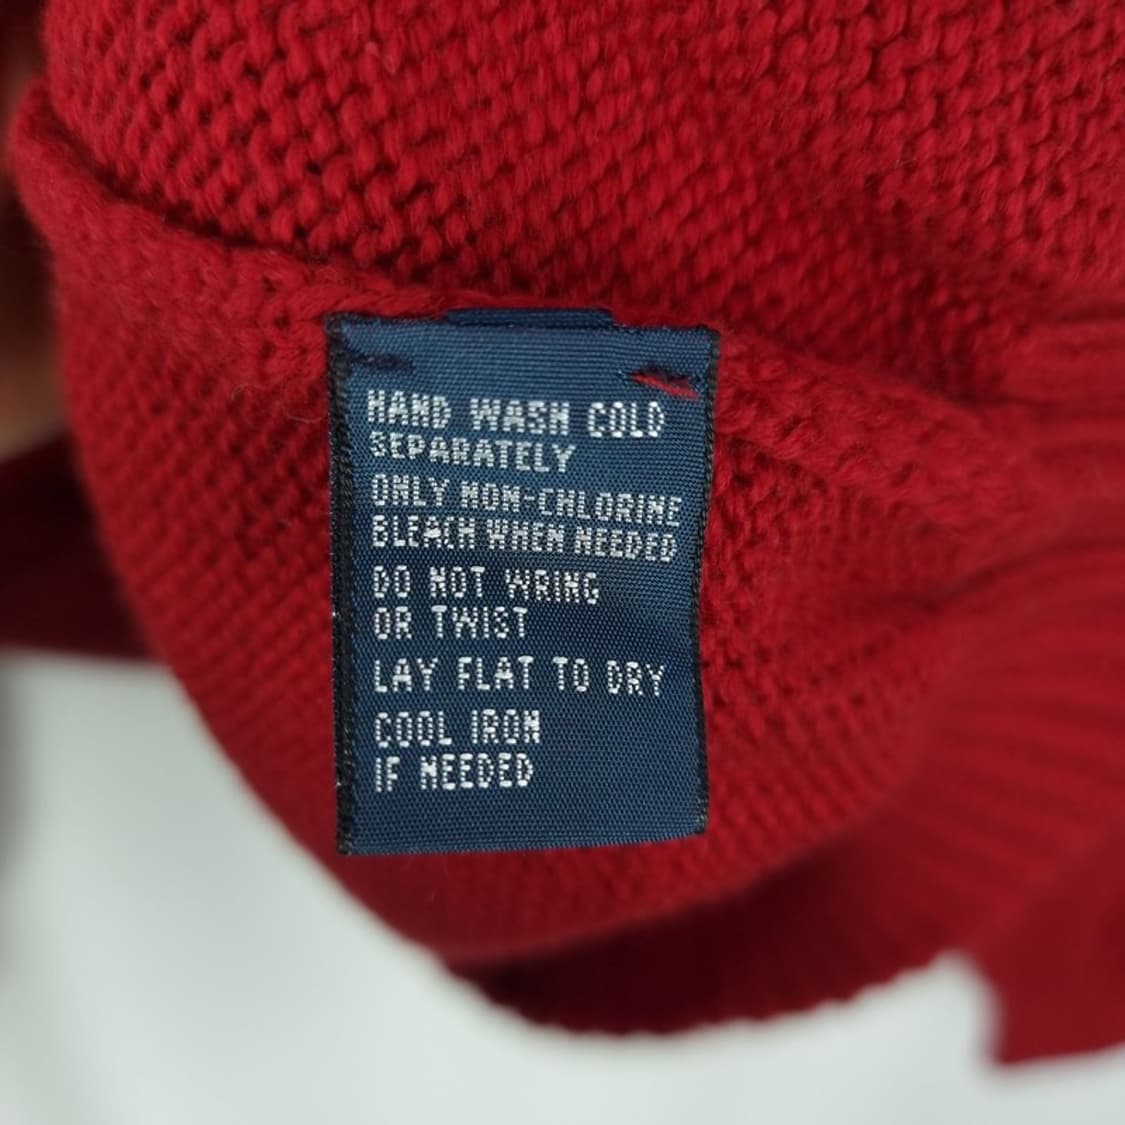 HAND WASH COLD
SEPARATELY
ONLY NON-CHLORINE
BLEACH WHEN NEEDED
DO NOT WRING
OR TWIST
LAY FLAT TO DRY
COOL IRON
IF NEEDED